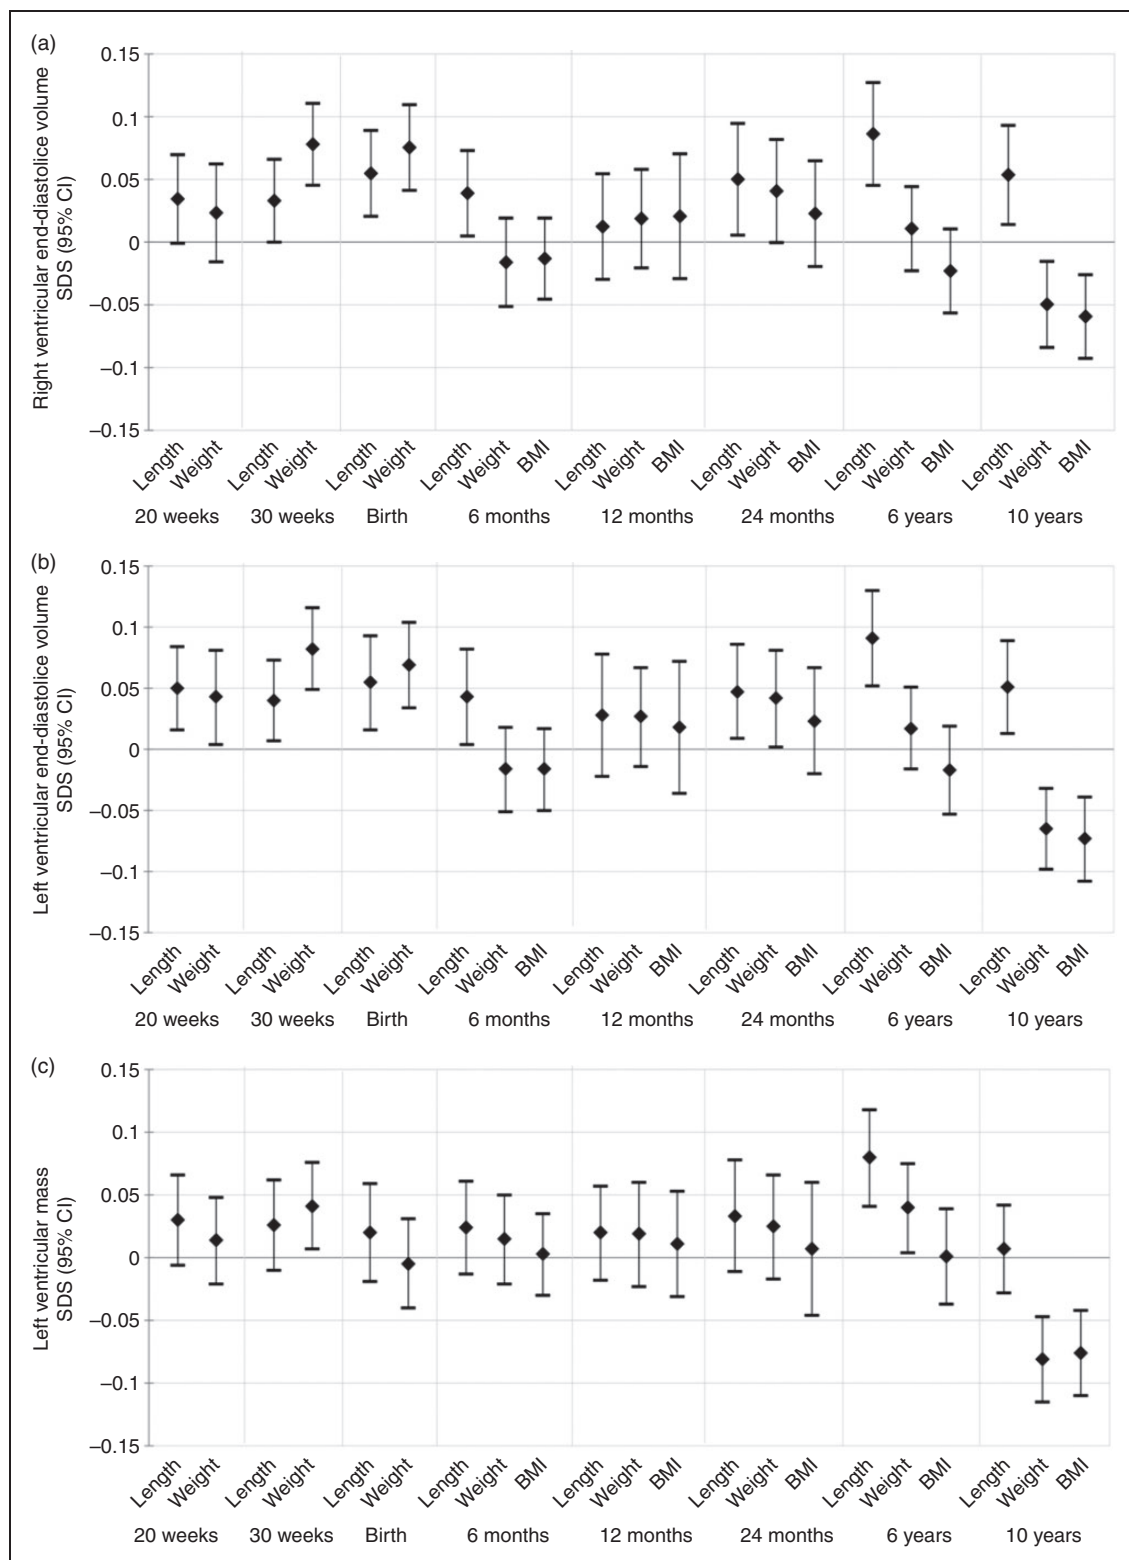 (a)
Right ventricular end-diastolice volume
SDS (95% CI)
0.15
0.1
0.05
0
−0.05
−0.1
−0.15
Length Weight Length Weight Length Weight Length Weight BMI Length Weight BMI Length Weight BMI Length Weight BMI Length Weight BMI
20 weeks 30 weeks Birth 6 months 12 months 24 months 6 years 10 years
(b)
Left ventricular end-diastolice volume
SDS (95% CI)
0.15
0.1
0.05
0
−0.05
−0.1
−0.15
Length Weight Length Weight Length Weight Length Weight BMI Length Weight BMI Length Weight BMI Length Weight BMI Length Weight BMI
20 weeks 30 weeks Birth 6 months 12 months 24 months 6 years 10 years
(c)
Left ventricular mass
SDS (95% CI)
0.15
0.1
0.05
0
−0.05
−0.1
−0.15
Length Weight Length Weight Length Weight Length Weight BMI Length Weight BMI Length Weight BMI Length Weight BMI Length Weight BMI
20 weeks 30 weeks Birth 6 months 12 months 24 months 6 years 10 years